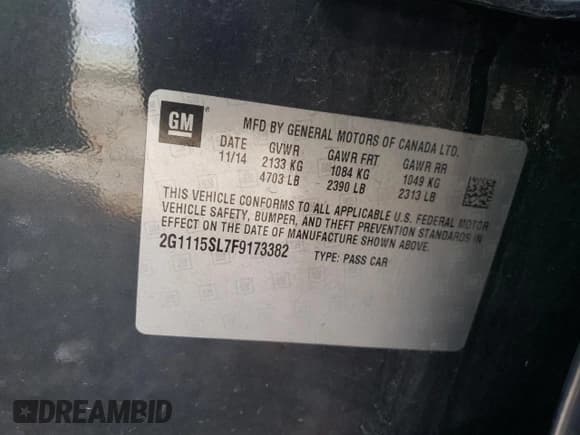 GM ®
MFD BY GENERAL MOTORS OF CANADA LTD.
DATE GVWR GAWR FRT GAWR RR
11/14 2133 KG 1084 KG 1049 KG
4703 LB 2390 LB 2313 LB
THIS VEHICLE CONFORMS TO ALL APPLICABLE U.S. FEDERAL MOTOR
VEHICLE SAFETY, BUMPER, AND THEFT PREVENTION STANDARDS IN
EFFECT ON THE DATE OF MANUFACTURE SHOWN ABOVE.
2G1115SL7F9173382 TYPE: PASS CAR
DREAMBID